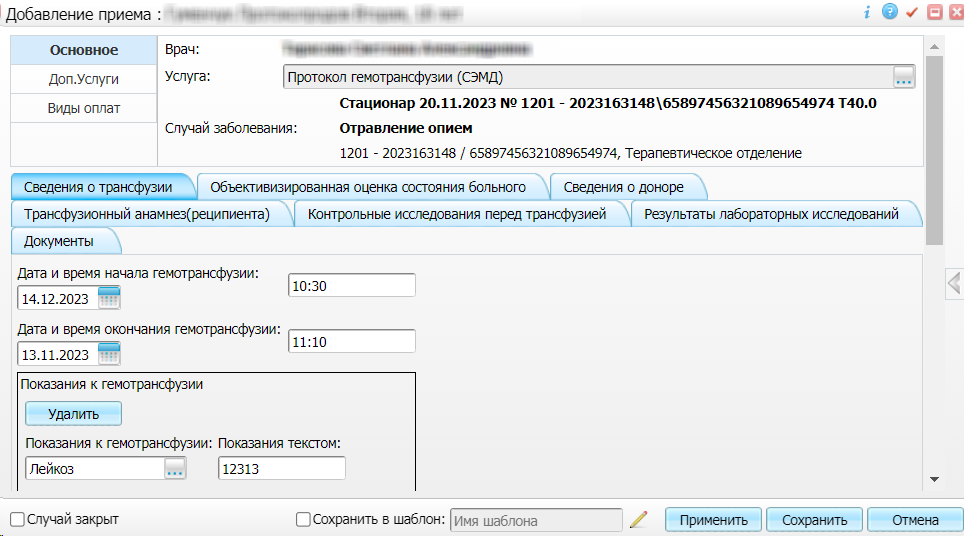 Добавление приема :
Основное
Доп.Услуги
Виды оплат
Врач:
Услуга: Протокол гемотрансфузии (СЭМД) ...
Стационар 20.11.2023 № 1201 - 2023163148\65897456321089654974 T40.0
Случай заболевания: Отравление опием
1201 - 2023163148 / 65897456321089654974, Терапевтическое отделение
Сведения о трансфузии Объективизированная оценка состояния больного Сведения о доноре
Трансфузионный анамнез(реципиента) Контрольные исследования перед трансфузией Результаты лабораторных исследований
Документы
Дата и время начала гемотрансфузии:
14.12.2023 10:30
Дата и время окончания гемотрансфузии:
13.11.2023 11:10
Показания к гемотрансфузии
Удалить
Показания к гемотрансфузии: Показания текстом:
Лейкоз ... 12313
Случай закрыт Сохранить в шаблон: Имя шаблона Применить Сохранить Отмена